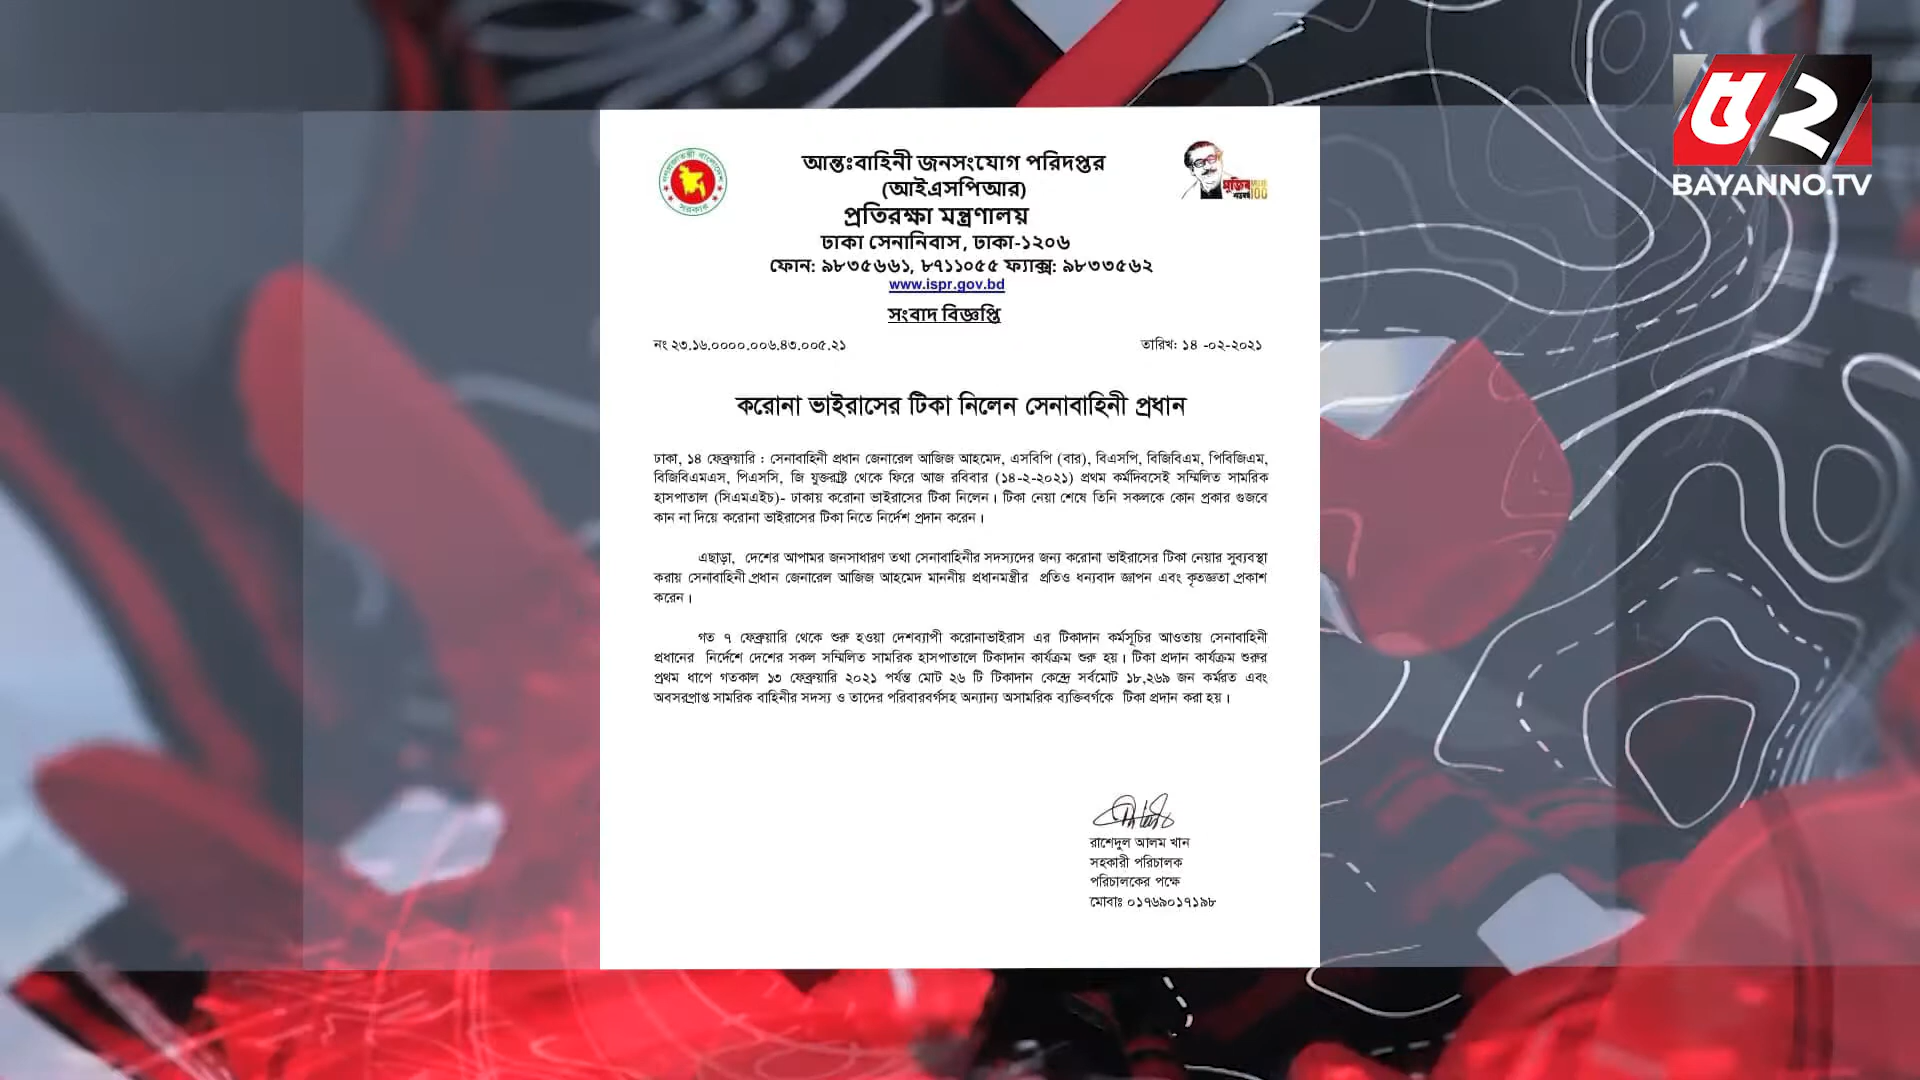 ৫২
BAYANNO.TV
গণপ্রজাতন্ত্রী বাংলাদেশ
সরকার
আন্তঃবাহিনী জনসংযোগ পরিদপ্তর
(আইএসপিআর)
প্রতিরক্ষা মন্ত্রণালয়
ঢাকা সেনানিবাস, ঢাকা-১২০৬
ফোন: ৯৮৩৫৬৬১, ৮৭১১০৫৫ ফ্যাক্স: ৯৮৩৩৫৬২
www.ispr.gov.bd
সংবাদ বিজ্ঞপ্তি
মুজিব
শতবর্ষ 100
নং ২৩.১৬.০০০০.০০৬.৪৩.০০৫.২১
তারিখ: ১৪ -০২-২০২১
করোনা ভাইরাসের টিকা নিলেন সেনাবাহিনী প্রধান
ঢাকা, ১৪ ফেব্রুয়ারি : সেনাবাহিনী প্রধান জেনারেল আজিজ আহমেদ, এসবিপি (বার), বিএসপি, বিজিবিএম, পিবিজিএম,
বিজিবিএমএস, পিএসসি, জি যুক্তরাষ্ট্র থেকে ফিরে আজ রবিবার (১৪-২-২০২১) প্রথম কর্মদিবসেই সম্মিলিত সামরিক
হাসপাতাল (সিএমএইচ)- ঢাকায় করোনা ভাইরাসের টিকা নিলেন। টিকা নেয়া শেষে তিনি সকলকে কোন প্রকার গুজবে
কান না দিয়ে করোনা ভাইরাসের টিকা নিতে নির্দেশ প্রদান করেন।
এছাড়া, দেশের আপামর জনসাধারণ তথা সেনাবাহিনীর সদস্যদের জন্য করোনা ভাইরাসের টিকা নেয়ার সুব্যবস্থা
করায় সেনাবাহিনী প্রধান জেনারেল আজিজ আহমেদ মাননীয় প্রধানমন্ত্রীর প্রতিও ধন্যবাদ জ্ঞাপন এবং কৃতজ্ঞতা প্রকাশ
করেন।
গত ৭ ফেব্রুয়ারি থেকে শুরু হওয়া দেশব্যাপী করোনাভাইরাস এর টিকাদান কর্মসূচির আওতায় সেনাবাহিনী
প্রধানের নির্দেশে দেশের সকল সম্মিলিত সামরিক হাসপাতালে টিকাদান কার্যক্রম শুরু হয়। টিকা প্রদান কার্যক্রম শুরুর
প্রথম ধাপে গতকাল ১৩ ফেব্রুয়ারি ২০২১ পর্যন্ত মোট ২৬ টি টিকাদান কেন্দ্রে সর্বমোট ১৮,২৬৯ জন কর্মরত এবং
অবসরপ্রাপ্ত সামরিক বাহিনীর সদস্য ও তাদের পরিবারবর্গসহ অন্যান্য অসামরিক ব্যক্তিবর্গকে টিকা প্রদান করা হয়।
রাশেদুল আলম খান
সহকারী পরিচালক
পরিচালকের পক্ষে
মোবাঃ ০১৭৬৯০১৭১৯৮